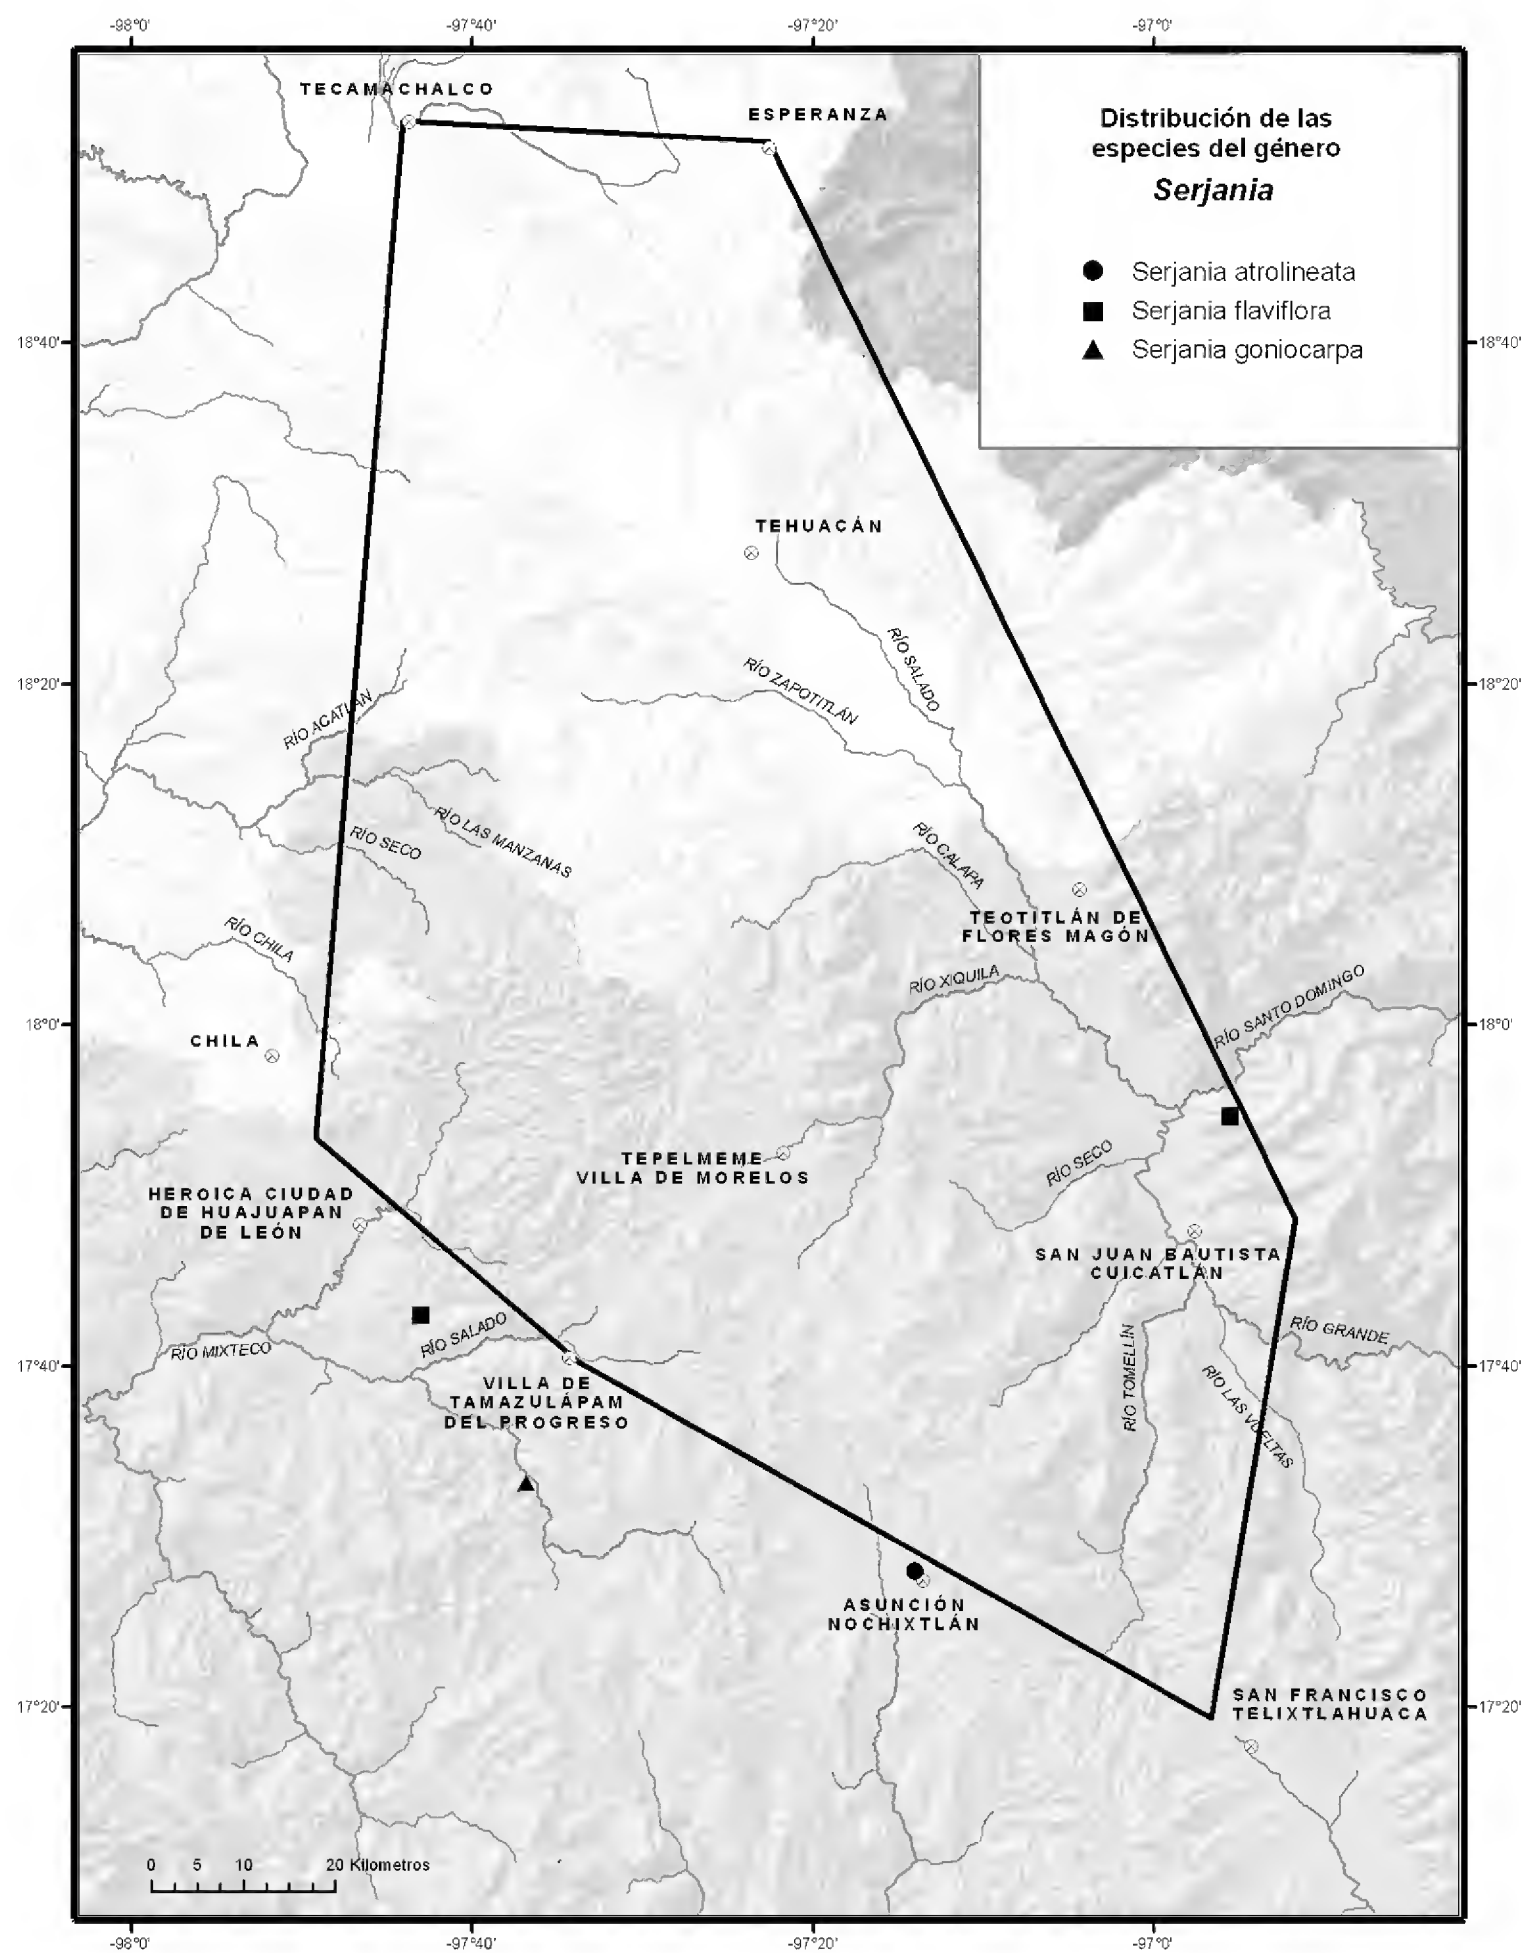 -98°0'
-97°40'
-97°20'
-97°0'
TECAMACHALCO
ESPERANZA
Distribución de las
especies del género
Serjania
Serjania atrolineata
Serjania flaviflora
Serjania goniocarpa
18°40'
18°40'
TEHUACÁN
RÍO SALADO
RÍO ZAPOTITLÁN
18°20'
18°20'
RÍO ACATLÁN
RÍO LAS MANZANAS
RÍO SECO
RÍO CALAPA
TEOTITLÁN DE
FLORES MAGÓN
RÍO CHILA
RÍO XIQUILA
RÍO SANTO DOMINGO
18°0'
18°0'
CHILA
TEPELMEME
VILLA DE MORELOS
RÍO SECO
HEROICA CIUDAD
DE HUAJUAPAN
DE LEÓN
SAN JUAN BAUTISTA
CUICATLÁN
RÍO SALADO
RÍO MIXTECO
RÍO GRANDE
RÍO TOMELLÍN
RÍO LAS VUELTAS
17°40'
17°40'
VILLA DE
TAMAZULÁPAM
DEL PROGRESO
ASUNCIÓN
NOCHIXTLÁN
SAN FRANCISCO
TELIXTLAHUACA
17°20'
17°20'
0 5 10 20 Kilometros
-98°0'
-97°40'
-97°20'
-97°0'